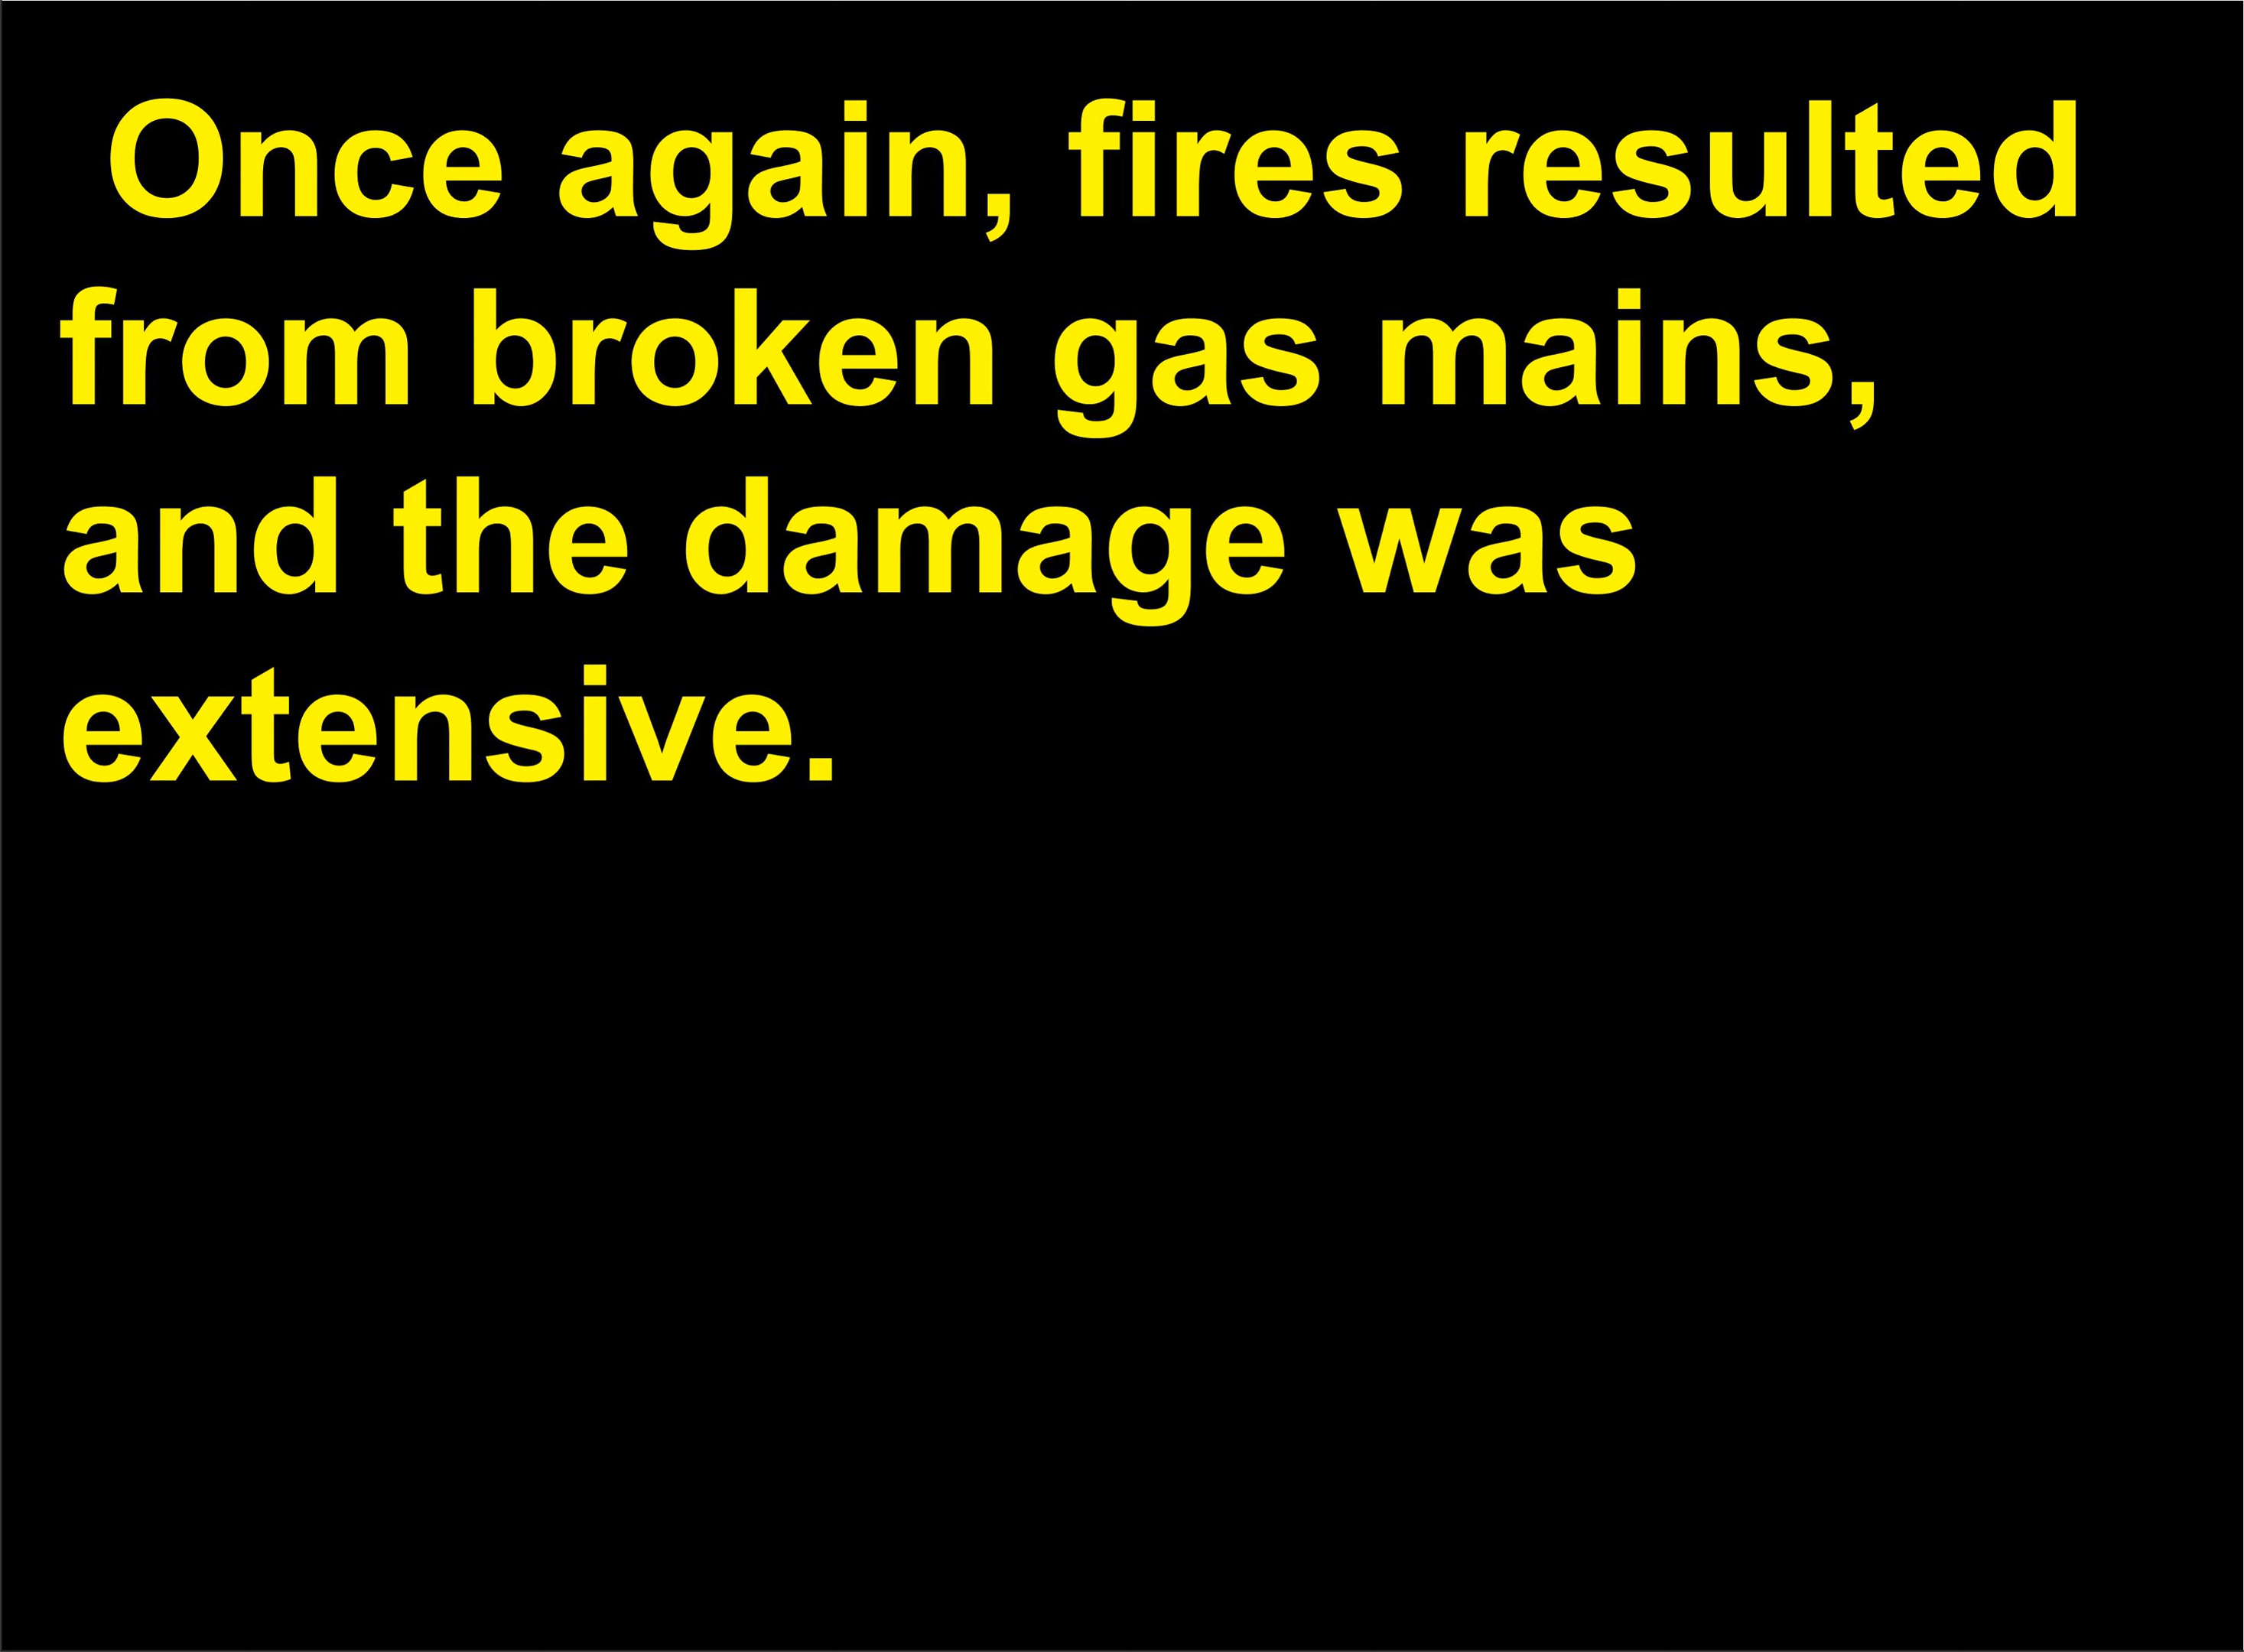 Once again, fires resulted
from broken gas mains,
and the damage was
extensive.